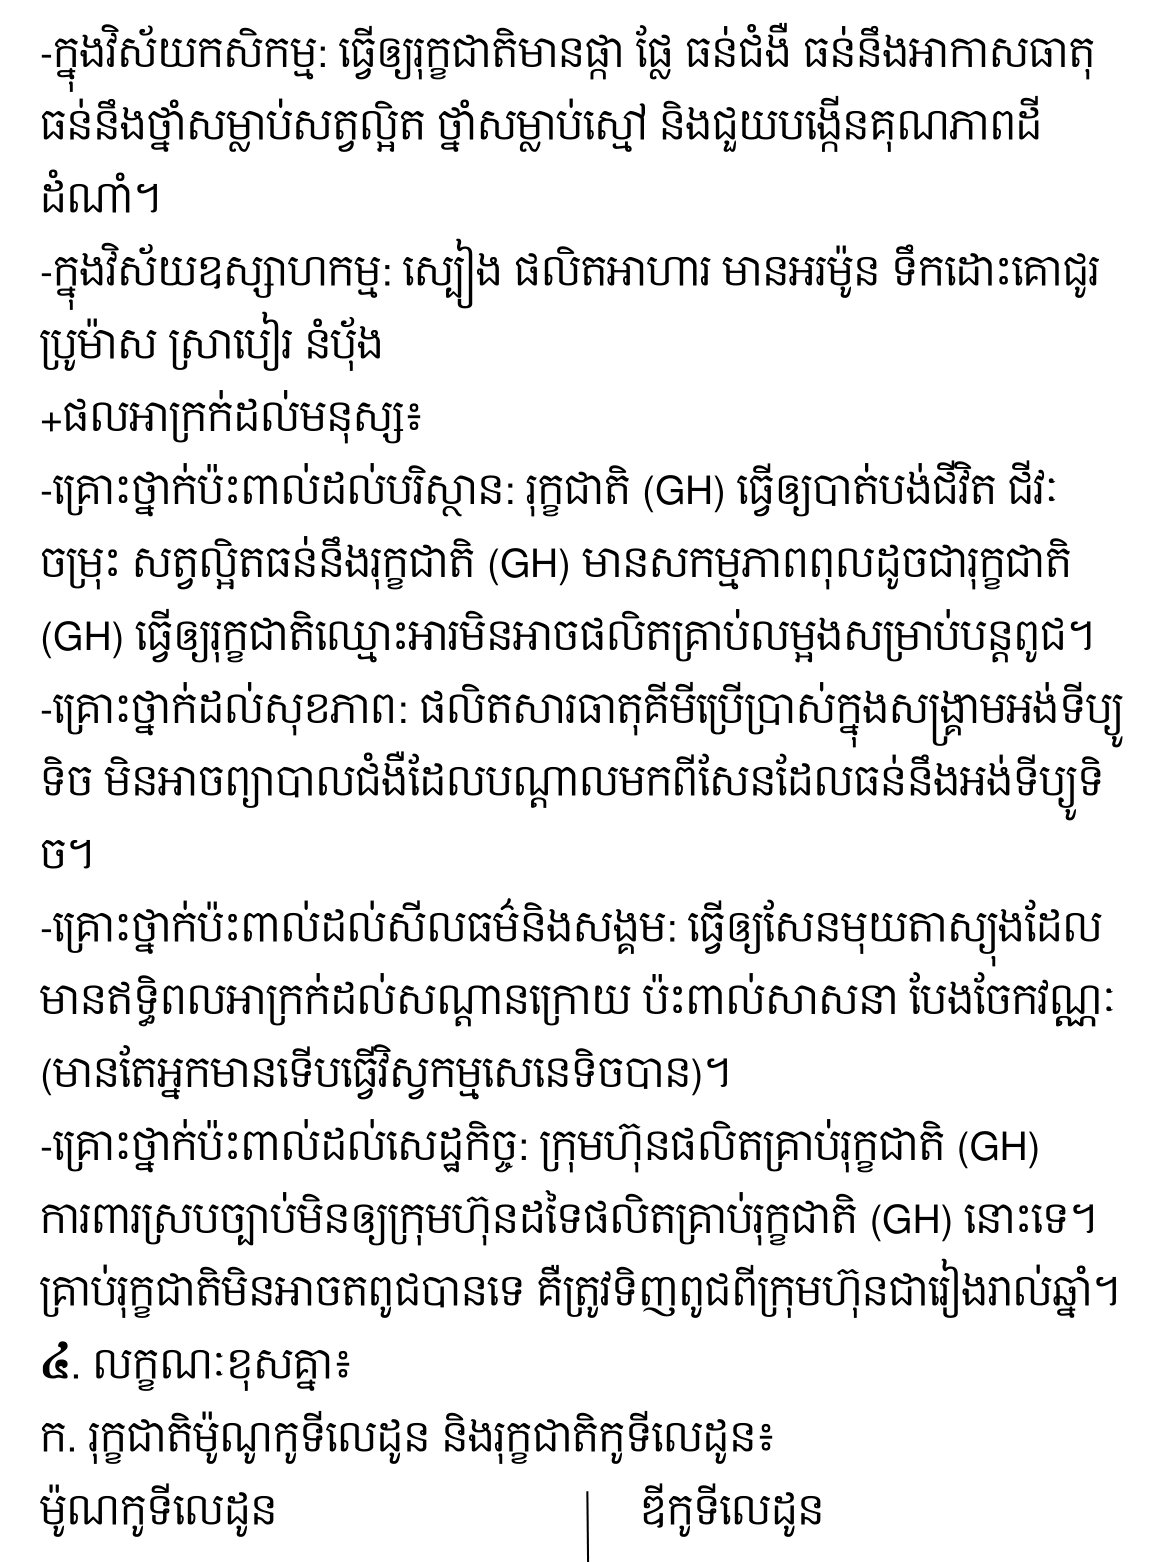 -ក្នុងវិស័យកសិកម្ម: ធ្វើឲ្យរុក្ខជាតិមានផ្កា ផ្លែ ធន់ជំងឺ ធន់នឹងអាកាសធាតុ
ធន់នឹងថ្នាំសម្លាប់សត្វល្អិត ថ្នាំសម្លាប់ស្មៅ និងជួយបង្កើនគុណភាពដី
ដំណាំ។
-ក្នុងវិស័យឧស្សាហកម្ម: ស្បៀង ផលិតអាហារ មានអរម៉ូន ទឹកដោះគោជូរ
ប្រូម៉ាស ស្រាបៀរ នំប៉័ុង
+ផលអាក្រក់ដល់មនុស្ស៖
-គ្រោះថ្នាក់ប៉ះពាល់ដល់បរិស្ថាន: រុក្ខជាតិ (GH) ធ្វើឲ្យបាត់បង់ជីវិត ជីវៈ
ចម្រុះ សត្វល្អិតធន់នឹងរុក្ខជាតិ (GH) មានសកម្មភាពពុលដូចជារុក្ខជាតិ
(GH) ធ្វើឲ្យរុក្ខជាតិឈ្មោះអារមិនអាចផលិតគ្រាប់លម្អងសម្រាប់បន្តពូជ។
-គ្រោះថ្នាក់ដល់សុខភាព: ផលិតសារធាតុគីមីប្រើប្រាស់ក្នុងសង្គ្រាមអង់ទីប្យូ
ទិច មិនអាចព្យាបាលជំងឺដែលបណ្តាលមកពីសែនដែលធន់នឹងអង់ទីប្យូទិ
ច។
-គ្រោះថ្នាក់ប៉ះពាល់ដល់សីលធម៌និងសង្គម: ធ្វើឲ្យសែនមុយតាស្យុងដែល
មានឥទ្ធិពលអាក្រក់ដល់សណ្តានក្រោយ ប៉ះពាល់សាសនា បែងចែកវណ្ណៈ
(មានតែអ្នកមានទើបធ្វើវិស្វកម្មសេនេទិចបាន)។
-គ្រោះថ្នាក់ប៉ះពាល់ដល់សេដ្ឋកិច្ច: ក្រុមហ៊ុនផលិតគ្រាប់រុក្ខជាតិ (GH)
ការពារស្របច្បាប់មិនឲ្យក្រុមហ៊ុនដទៃផលិតគ្រាប់រុក្ខជាតិ (GH) នោះទេ។
គ្រាប់រុក្ខជាតិមិនអាចតពូជបានទេ គឺត្រូវទិញពូជពីក្រុមហ៊ុនជារៀងរាល់ឆ្នាំ។
៤. លក្ខណៈខុសគ្នា៖
ក. រុក្ខជាតិម៉ូណូកូទីលេដូន និងរុក្ខជាតិកូទីលេដូន៖
ម៉ូណកូទីលេដូន ឌីកូទីលេដូន